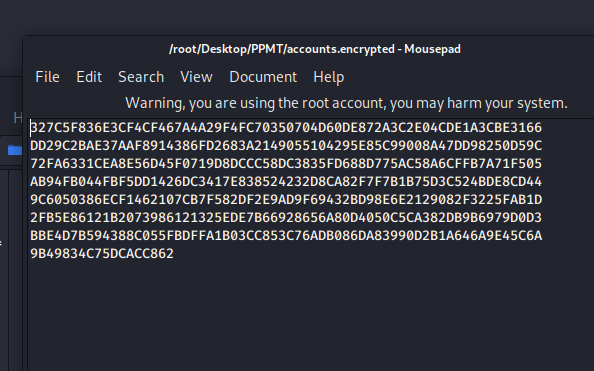 /root/Desktop/PPMT/accounts.encrypted - Mousepad
File Edit Search View Document Help
Warning, you are using the root account, you may harm your system.
327C5F836E3CF4CF467A4A29F4FC70350704D60DE872A3C2E04CDE1A3CBE3166
DD29C2BAE37AAF8914386FD2683A2149055104295E85C99008A47DD98250D59C
72FA6331CEA8E56D45F0719D8DCCC58DC3835FD688D775AC58A6CFFB7A71F505
AB94FB044FBF5DD1426DC3417E838524232D8CA82F7F7B1B75D3C524BDE8CD44
9C6050386ECF1462107CB7F582DF2E9AD9F69432BD98E6E2129082F3225FAB1D
2FB5E86121B2073986121325EDE7B66928656A80D4050C5CA382DB9B6979D0D3
BBE4D7B594388C055FBDFFA1B03CC853C76ADB086DA83990D2B1A646A9E45C6A
9B49834C75DCACC862